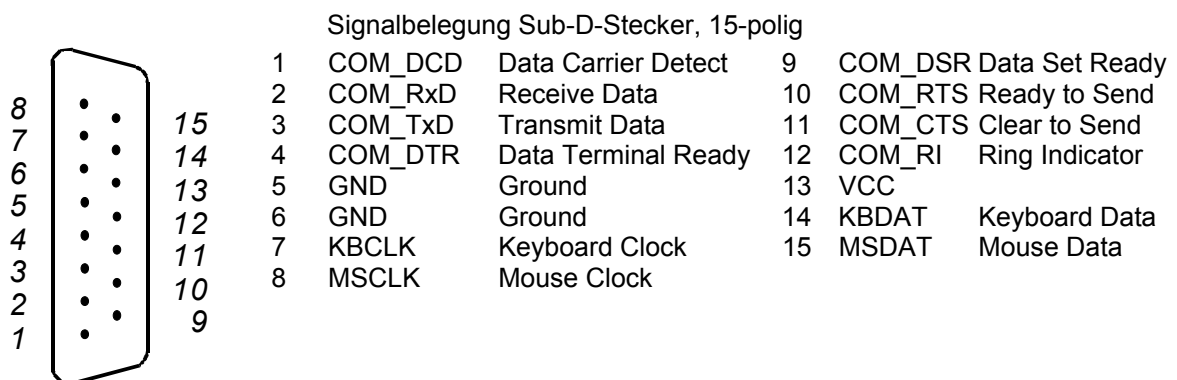 Signalbelegung Sub-D-Stecker, 15-polig
1 COM_DCD Data Carrier Detect 9 COM_DSR Data Set Ready
2 COM_RxD Receive Data 10 COM_RTS Ready to Send
3 COM_TxD Transmit Data 11 COM_CTS Clear to Send
4 COM_DTR Data Terminal Ready 12 COM_RI Ring Indicator
5 GND Ground 13 VCC
6 GND Ground 14 KBDAT Keyboard Data
7 KBCLK Keyboard Clock 15 MSDAT Mouse Data
8 MSCLK Mouse Clock
8
7
6
5
4
3
2
1
15
14
13
12
11
10
9